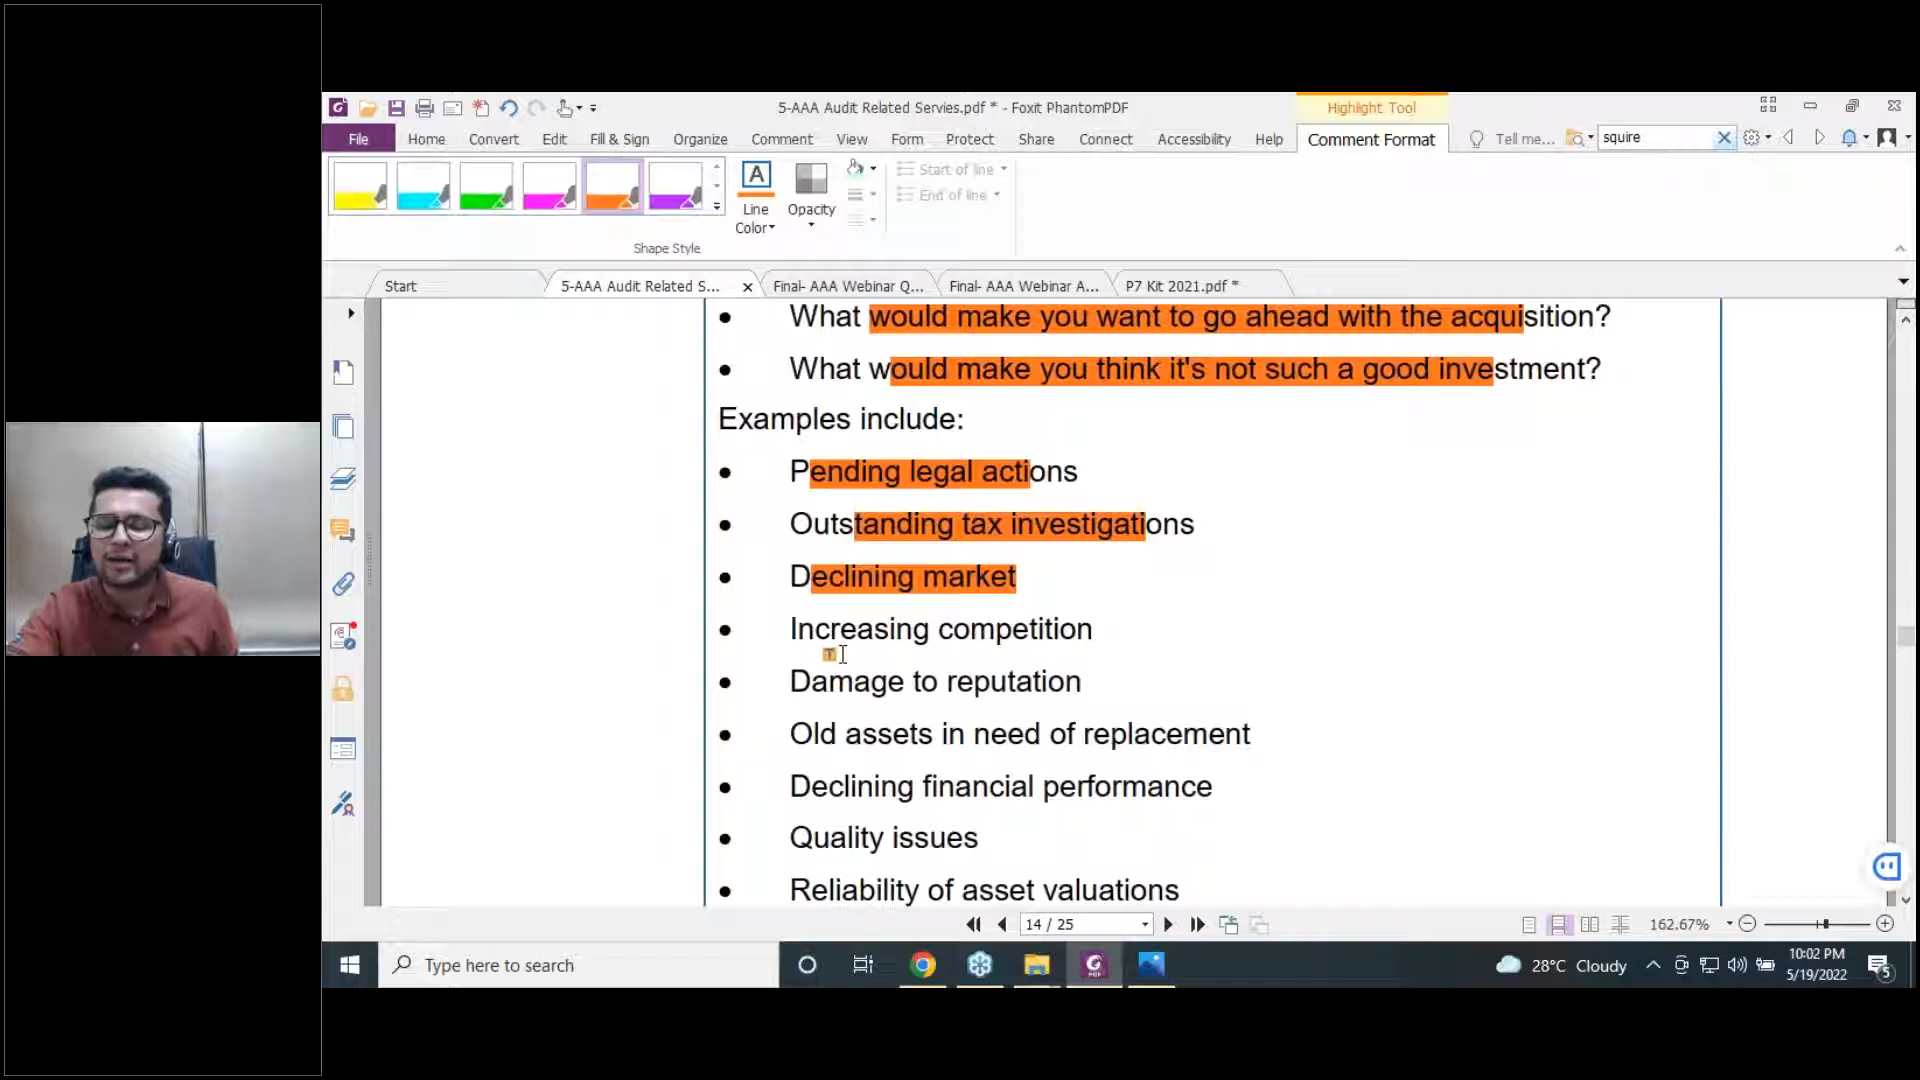 5-AAA Audit Related Servies.pdf * - Foxit PhantomPDF
Highlight Tool
File Home Convert Edit Fill & Sign Organize Comment View Form Protect Share Connect Accessibility Help Comment Format Tell me... squire
Line Color
Opacity
Start of line
End of line
Shape Style
Start 5-AAA Audit Related S... Final- AAA Webinar Q... Final- AAA Webinar A... P7 Kit 2021.pdf *
• What would make you want to go ahead with the acquisition?
• What would make you think it's not such a good investment?
Examples include:
• Pending legal actions
• Outstanding tax investigations
• Declining market
• Increasing competition
• Damage to reputation
• Old assets in need of replacement
• Declining financial performance
• Quality issues
• Reliability of asset valuations
14 / 25
162.67%
Type here to search
28°C Cloudy
10:02 PM
5/19/2022
5